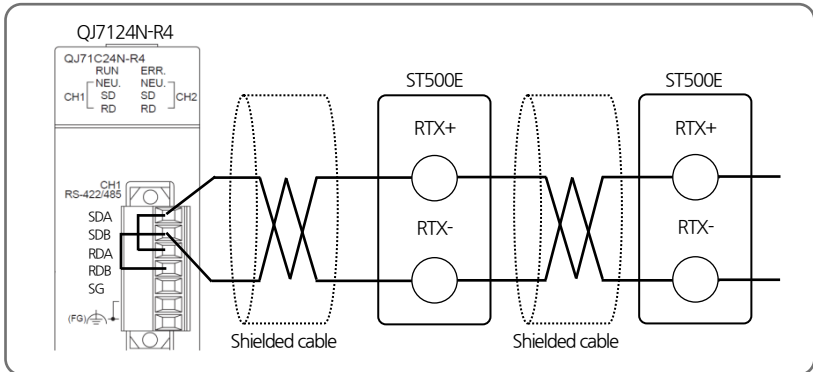 QJ7124N-R4
QJ71C24N-R4
RUN ERR.
NEU. NEU.
CH1 SD SD CH2
RD RD
CH1
RS-422/485
SDA
SDB
RDA
RDB
SG
(FG)
Shielded cable
ST500E
RTX+
RTX-
Shielded cable
ST500E
RTX+
RTX-